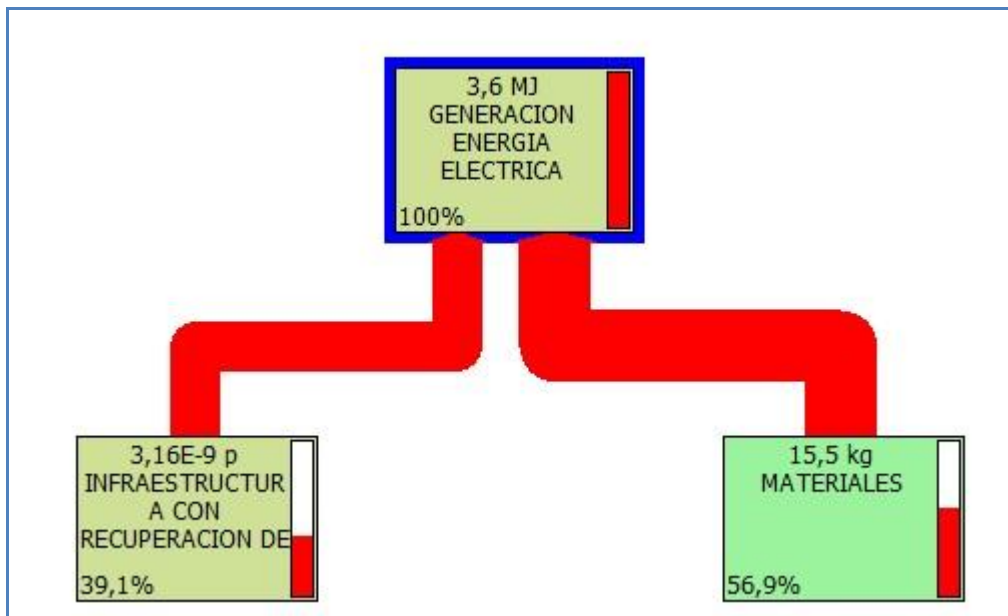 3,6 MJ
GENERACION
ENERGIA
ELECTRICA
100%
3,16E-9 p
INFRAESTRUCTUR
A CON
RECUPERACION DE
39,1%
15,5 kg
MATERIALES
56,9%